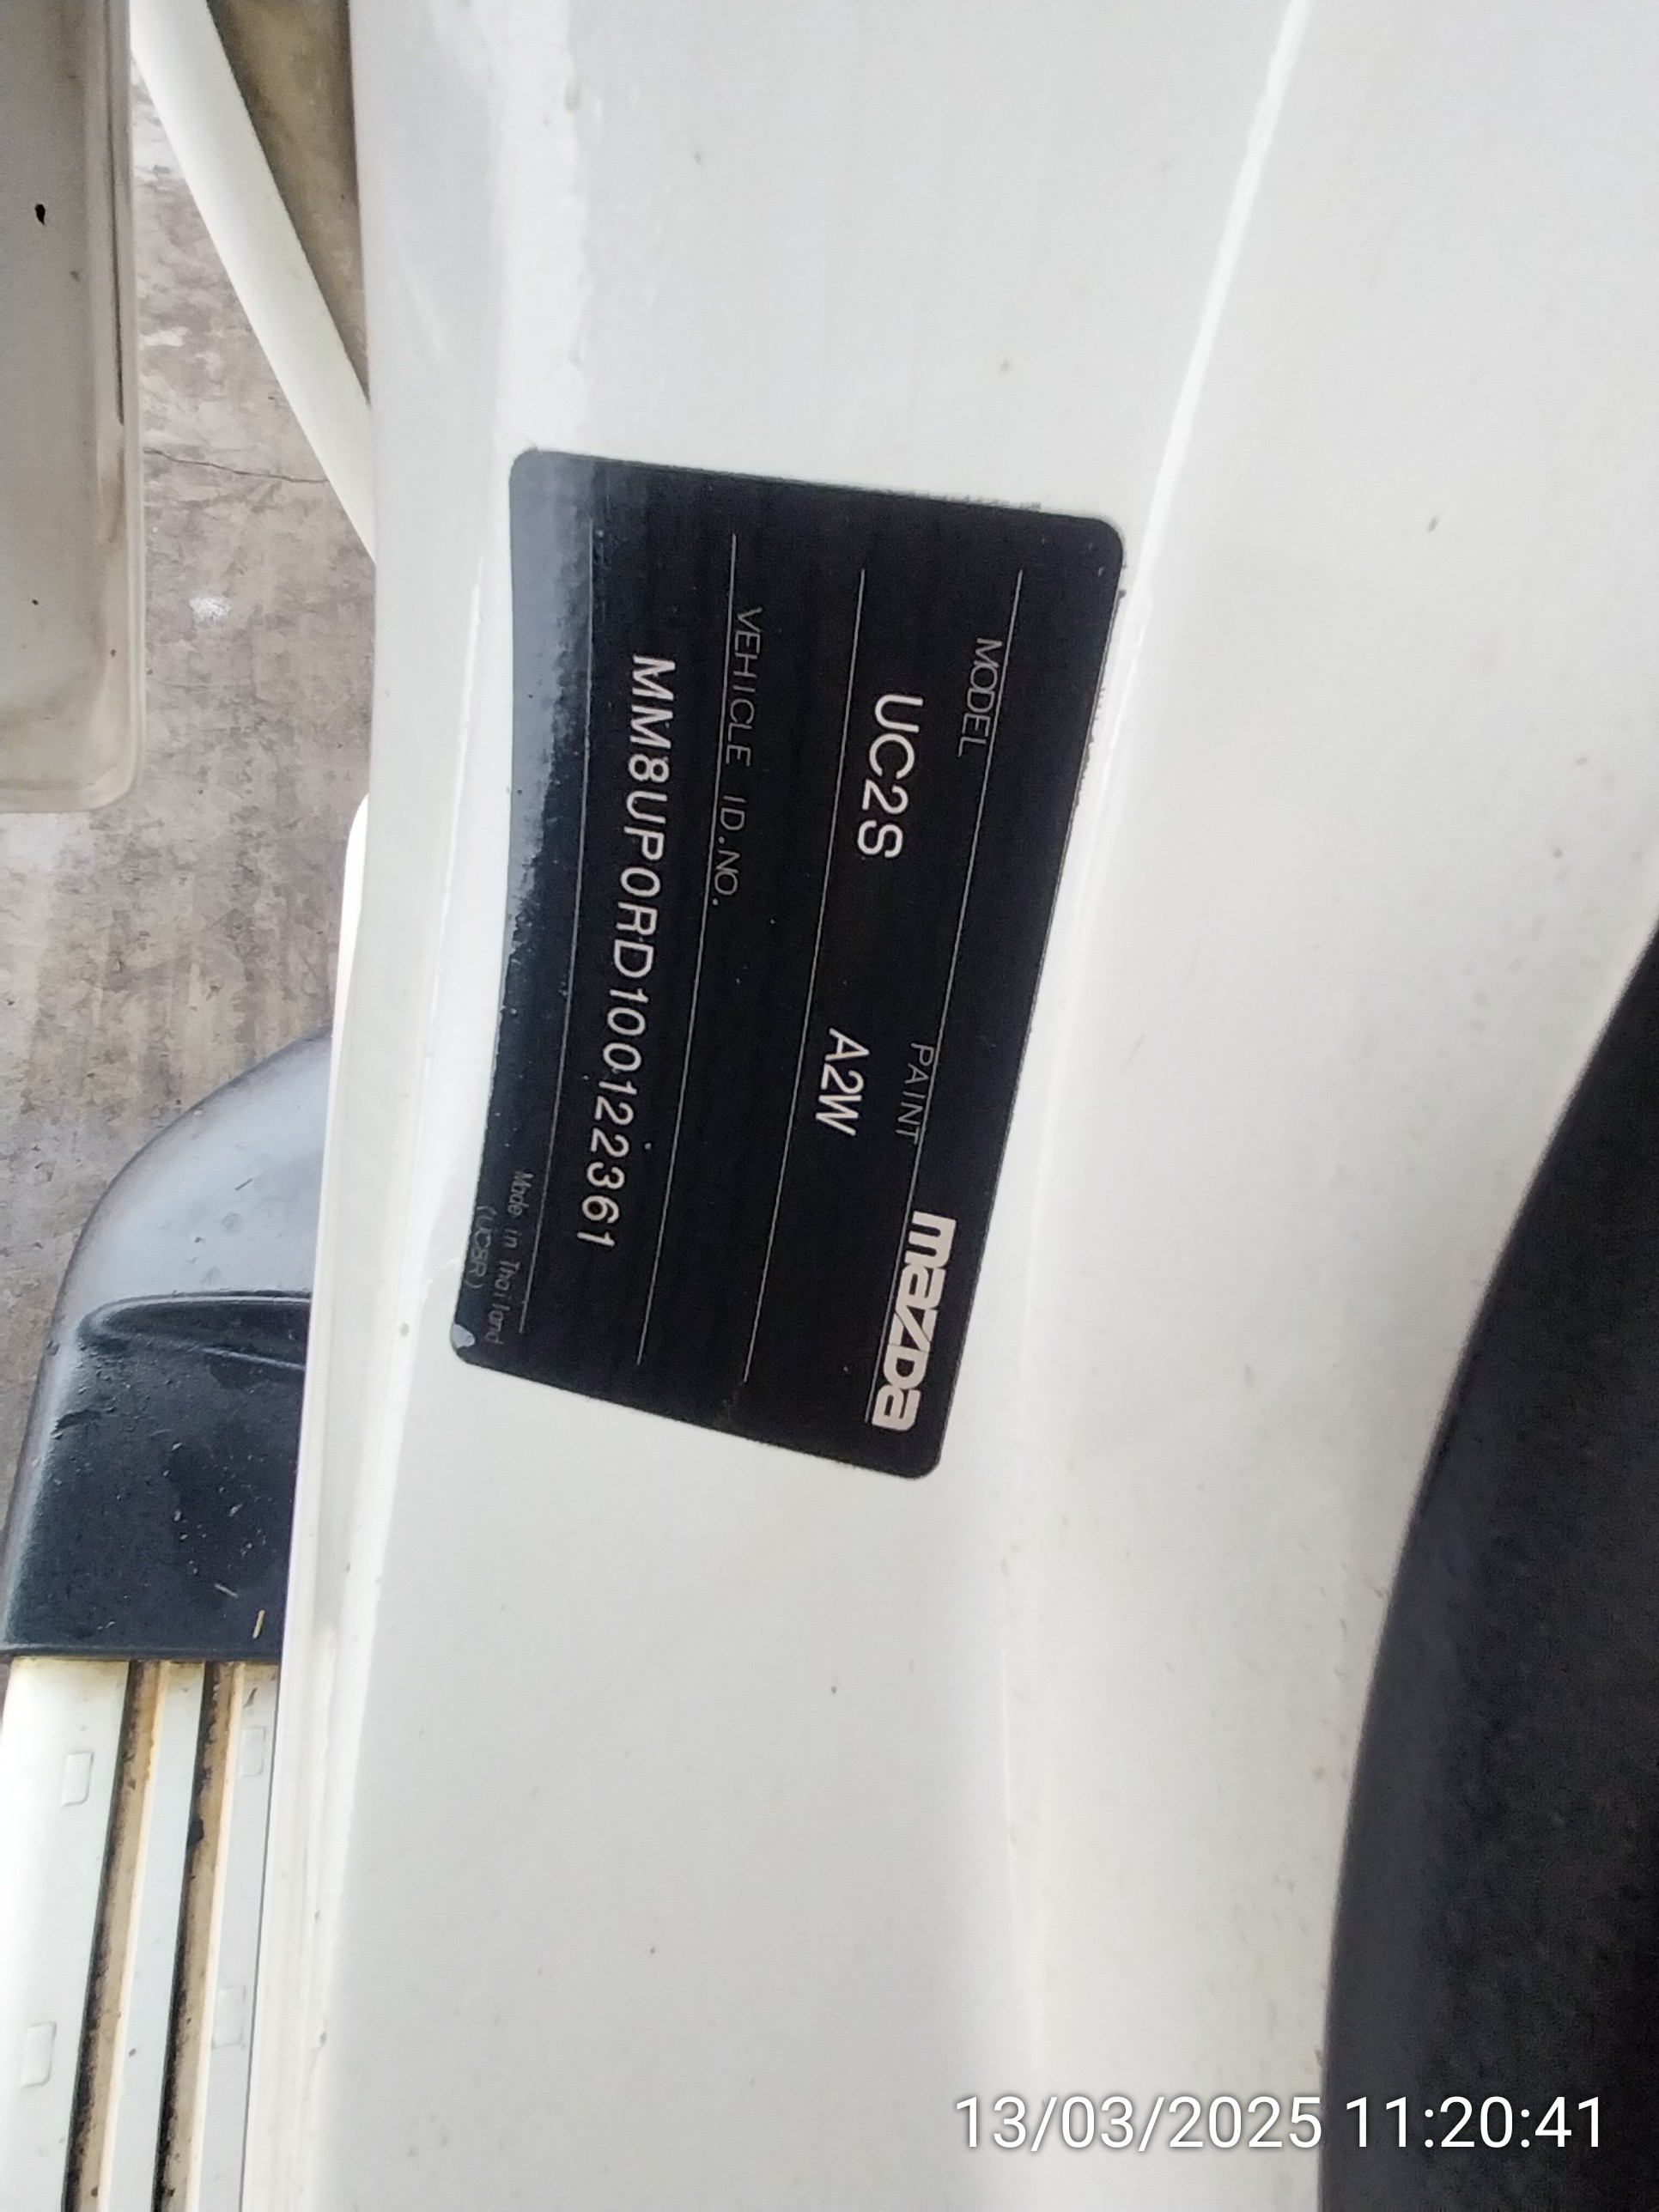 MODEL PAINT mazda
UC2S A2W
VEHICLE ID.NO.
MM8UP0RD100122361
Made in Thailand
(UC8R)
13/03/2025 11:20:41